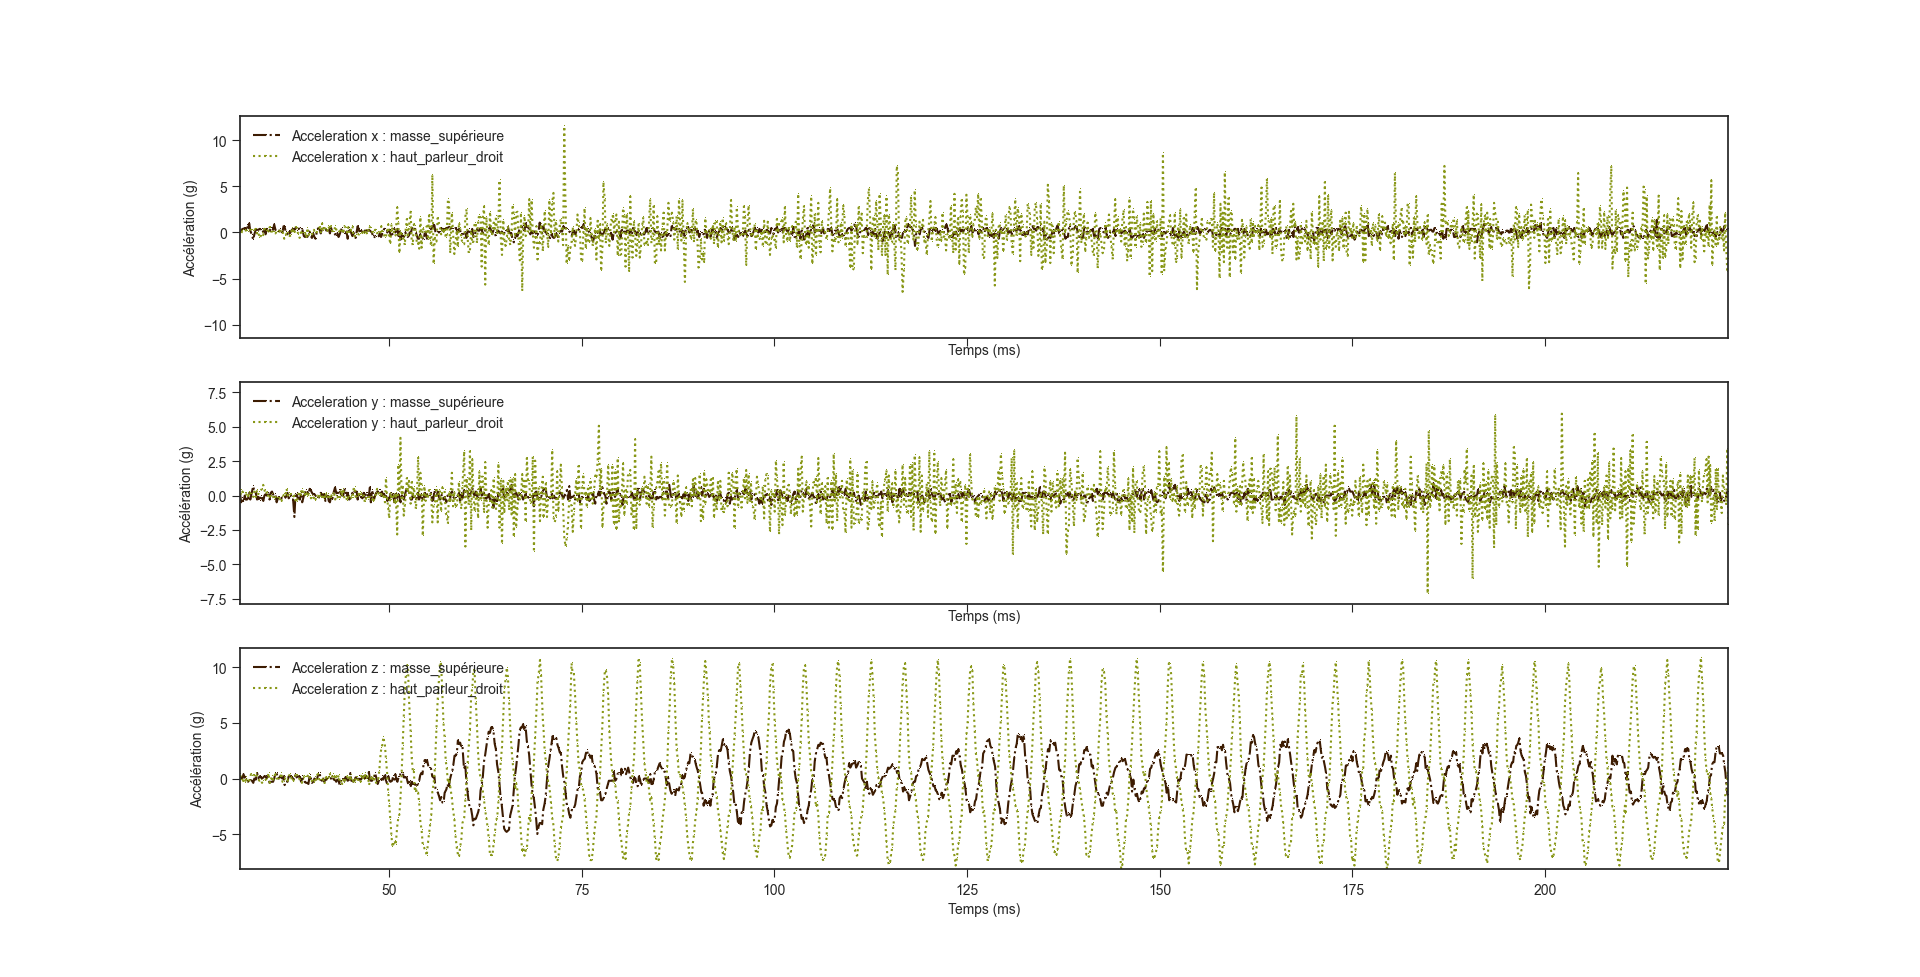 Acceleration x : masse_supérieure
Acceleration x : haut_parleur_droit
10
5
0
−5
−10
Accélération (g)
Temps (ms)
Acceleration y : masse_supérieure
Acceleration y : haut_parleur_droit
7.5
5.0
2.5
0.0
−2.5
−5.0
−7.5
Accélération (g)
Temps (ms)
Acceleration z : masse_supérieure
Acceleration z : haut_parleur_droit
10
5
0
−5
Accélération (g)
50 75 100 125 150 175 200
Temps (ms)